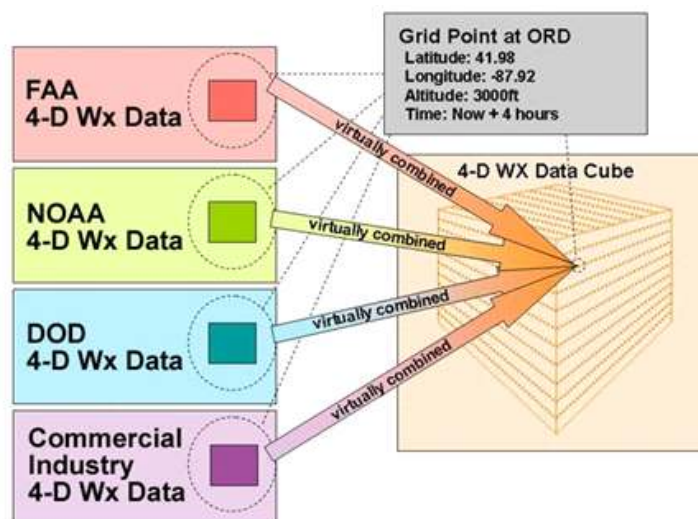 FAA
4-D Wx Data
NOAA
4-D Wx Data
DOD
4-D Wx Data
Commercial
Industry
4-D Wx Data
virtually combined
virtually combined
virtually combined
virtually combined
Grid Point at ORD
Latitude: 41.98
Longitude: -87.92
Altitude: 3000ft
Time: Now + 4 hours
4-D WX Data Cube